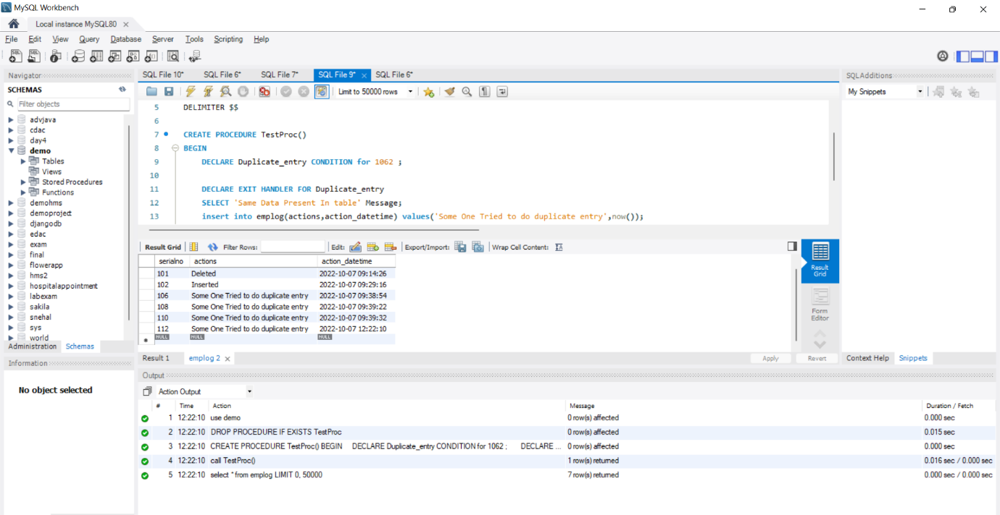 MySQL Workbench
Local instance MySQL80
File Edit View Query Database Server Tools Scripting Help
Navigator
SCHEMAS
Filter objects
advjava
cdac
day4
demo
Tables
Views
Stored Procedures
Functions
demohms
demoproject
djangodb
edac
exam
final
flowerapp
hms2
hospitalappointment
labexam
sakila
snehal
sys
world
Administration Schemas
Information
No object selected
SQL File 10* SQL File 6* SQL File 7* SQL File 9* SQL File 6*
Limit to 50000 rows
5 DELIMITER $$
6
7 CREATE PROCEDURE TestProc()
8 BEGIN
9 DECLARE Duplicate_entry CONDITION for 1062 ;
10
11 DECLARE EXIT HANDLER FOR Duplicate_entry
12 SELECT 'Same Data Present In table' Message;
13 insert into emplog(actions,action_datetime) values('Some One Tried to do duplicate entry',now());
Result Grid Filter Rows: Edit: Export/Import: Wrap Cell Content:
serialno actions action_datetime
101 Deleted 2022-10-07 09:14:26
102 Inserted 2022-10-07 09:29:16
106 Some One Tried to do duplicate entry 2022-10-07 09:38:54
108 Some One Tried to do duplicate entry 2022-10-07 09:39:22
110 Some One Tried to do duplicate entry 2022-10-07 09:39:32
112 Some One Tried to do duplicate entry 2022-10-07 12:22:10
NULL NULL NULL
Result Grid
Form Editor
Result 1 emplog 2 Apply Revert
SQLAdditions
My Snippets
Context Help Snippets
Output
Action Output
# Time Action Message Duration / Fetch
1 12:22:10 use demo 0 row(s) affected 0.000 sec
2 12:22:10 DROP PROCEDURE IF EXISTS TestProc 0 row(s) affected 0.015 sec
3 12:22:10 CREATE PROCEDURE TestProc() BEGIN DECLARE Duplicate_entry CONDITION for 1062 ; DECLARE ... 0 row(s) affected 0.000 sec
4 12:22:10 call TestProc() 1 row(s) returned 0.016 sec / 0.000 sec
5 12:22:10 select * from emplog LIMIT 0, 50000 7 row(s) returned 0.000 sec / 0.000 sec